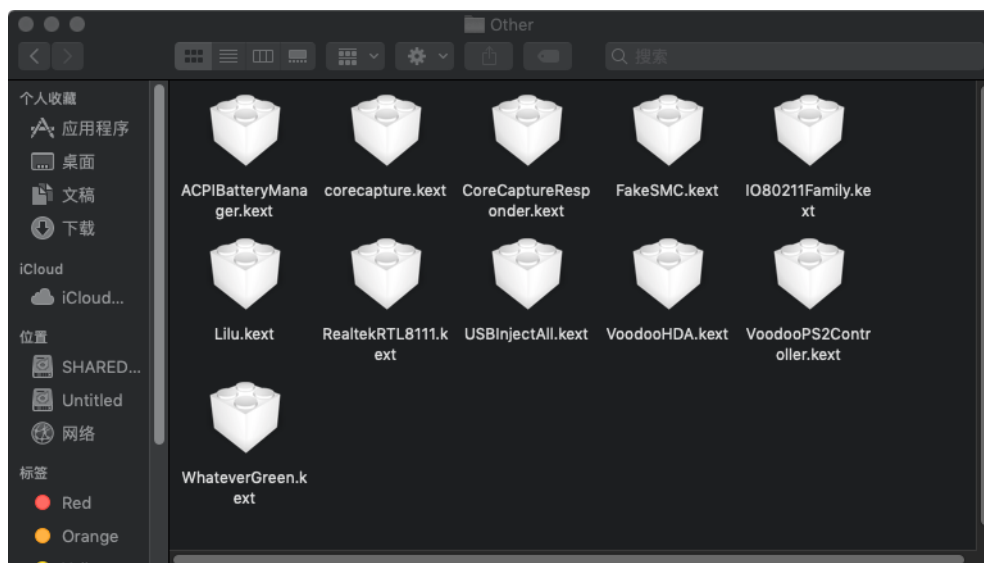 Other
搜索
个人收藏
应用程序
桌面
文稿
下载
iCloud
iCloud...
位置
SHARED...
Untitled
网络
标签
Red
Orange
ACPIBatteryMana
ger.kext
corecapture.kext
CoreCaptureResp
onder.kext
FakeSMC.kext
IO80211Family.ke
xt
Lilu.kext
RealtekRTL8111.k
ext
USBInjectAll.kext
VoodooHDA.kext
VoodooPS2Contr
oller.kext
WhateverGreen.k
ext